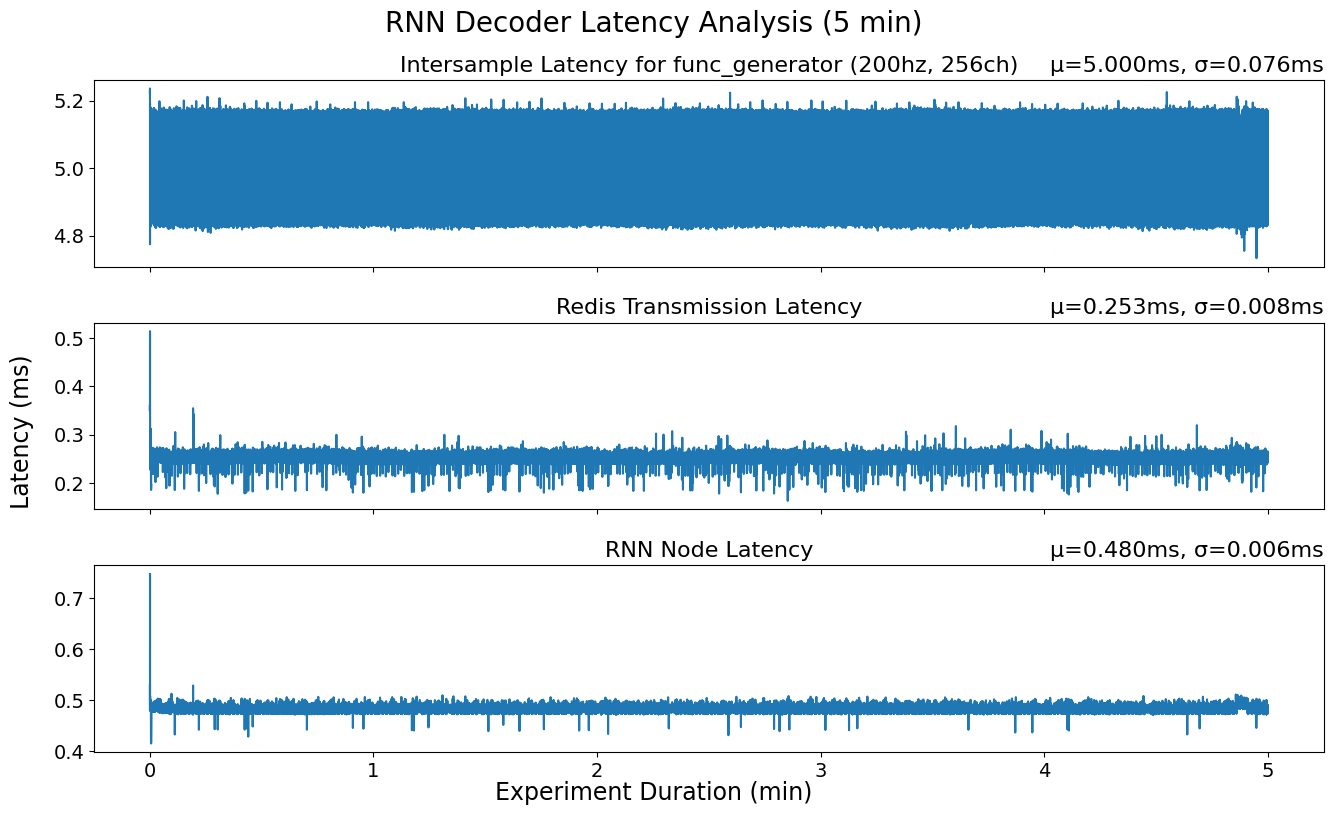 RNN Decoder Latency Analysis (5 min)
Intersample Latency for func_generator (200hz, 256ch) μ=5.000ms, σ=0.076ms
5.2
5.0
4.8
Redis Transmission Latency μ=0.253ms, σ=0.008ms
0.5
0.4
0.3
0.2
Latency (ms)
RNN Node Latency μ=0.480ms, σ=0.006ms
0.7
0.6
0.5
0.4
0 1 2 3 4 5
Experiment Duration (min)